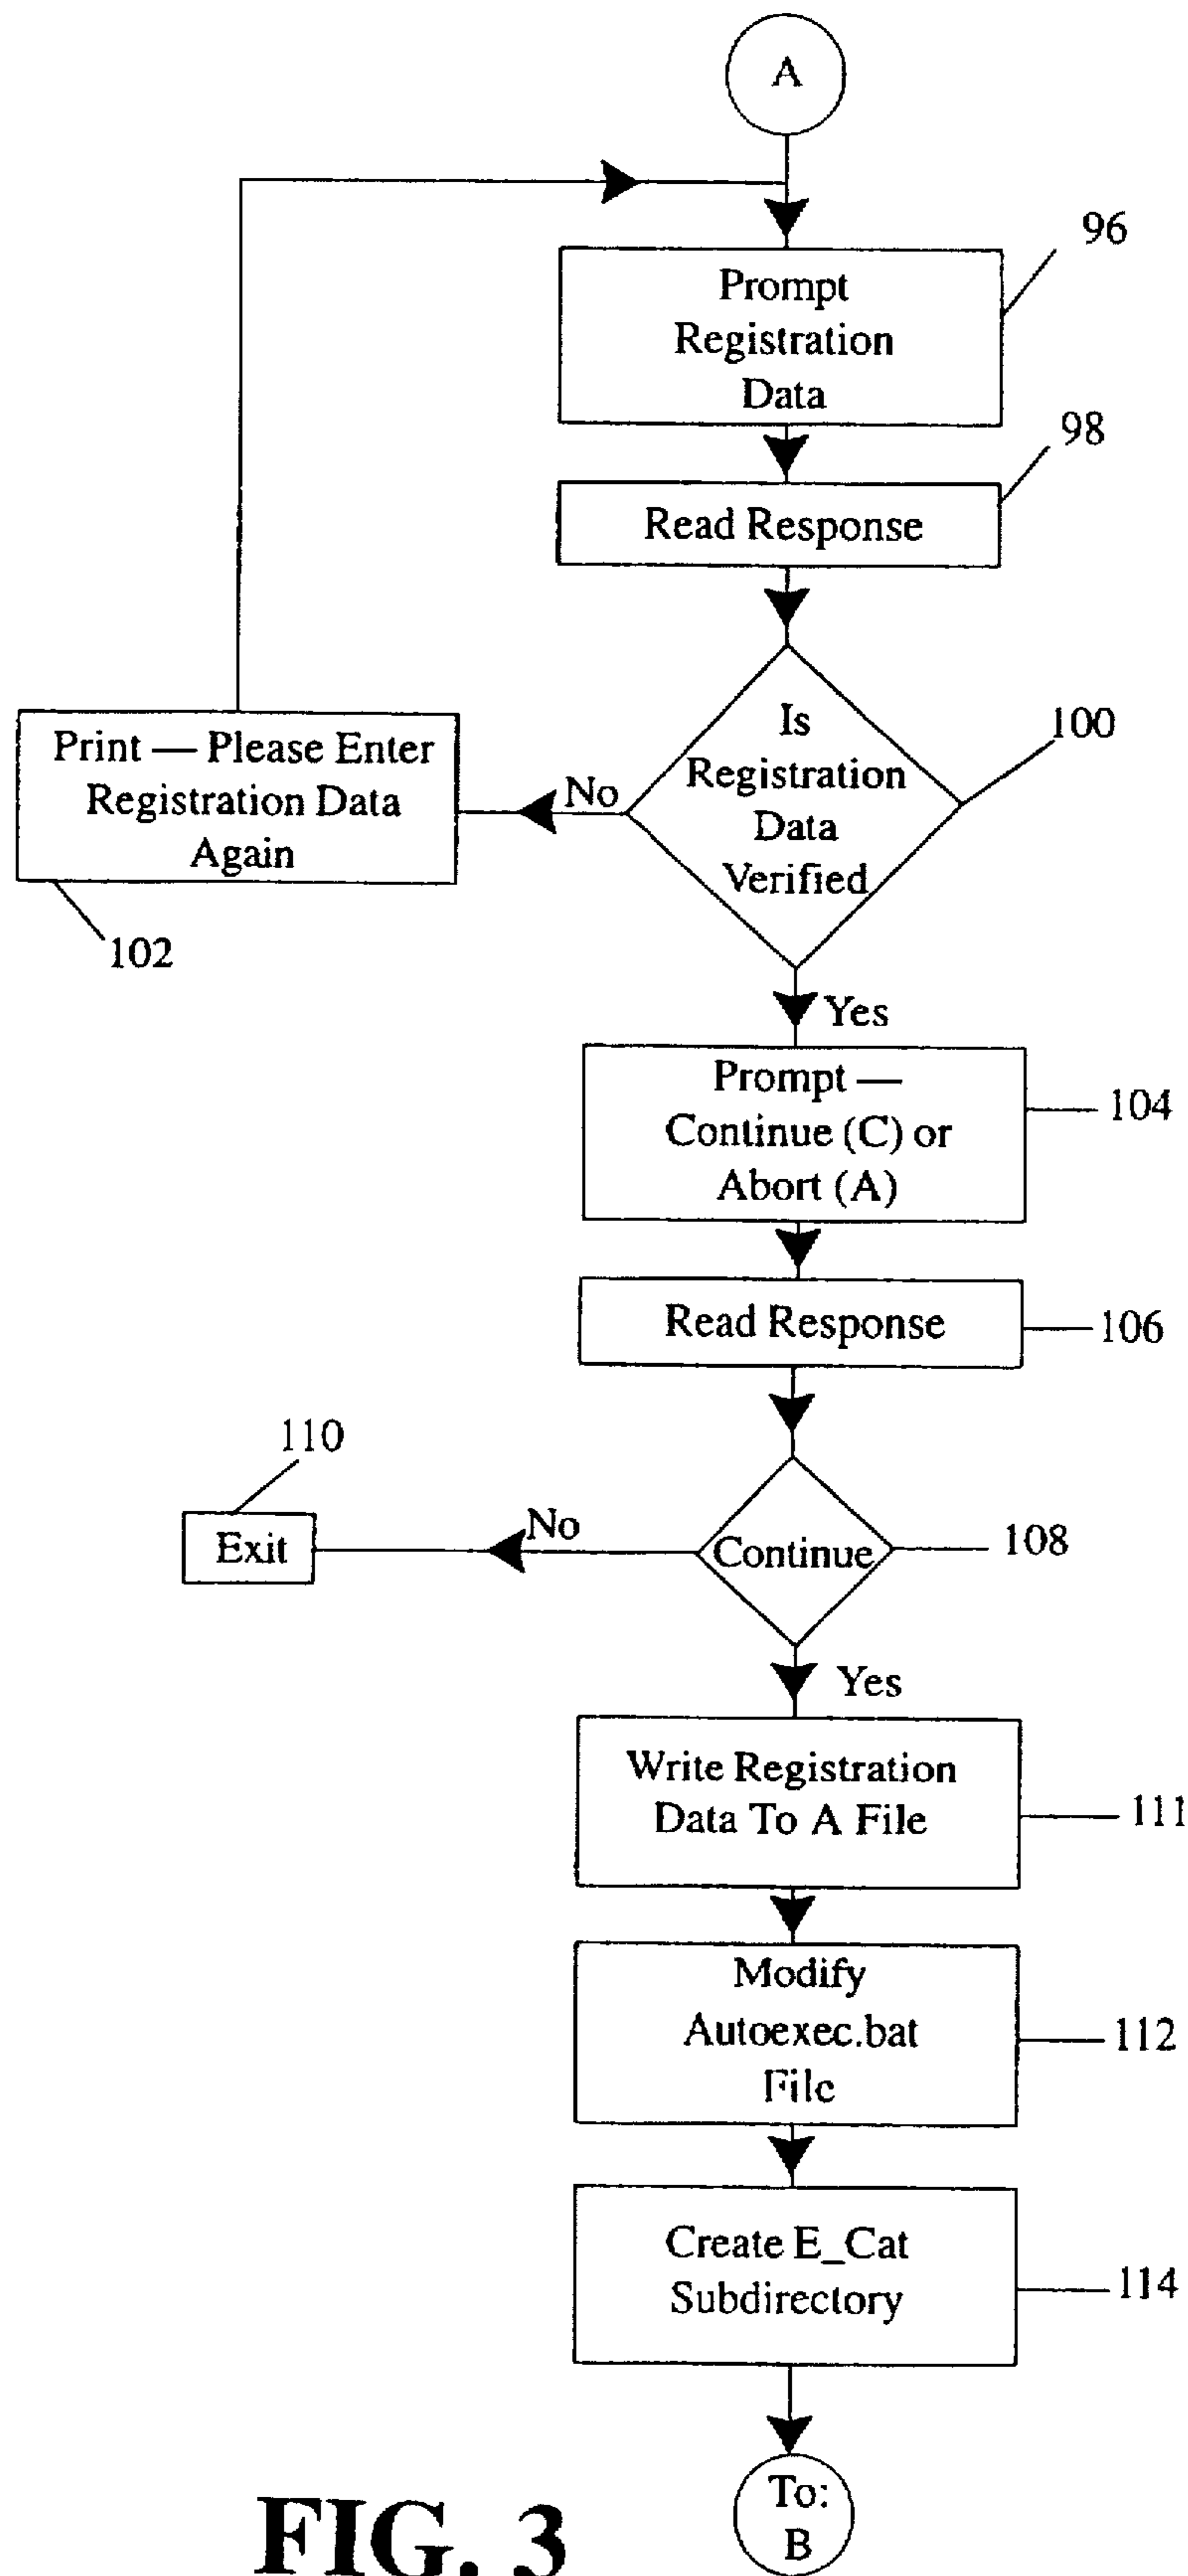 A
96
Prompt
Registration
Data
98
Read Response
Is
Registration
Data
Verified
100
No
Print — Please Enter
Registration Data
Again
102
Yes
Prompt —
Continue (C) or
Abort (A)
104
Read Response
106
110
Exit
No
Continue
108
Yes
Write Registration
Data To A File
111
Modify
Autoexec.bat
File
112
Create E_Cat
Subdirectory
114
To:
B
FIG. 3